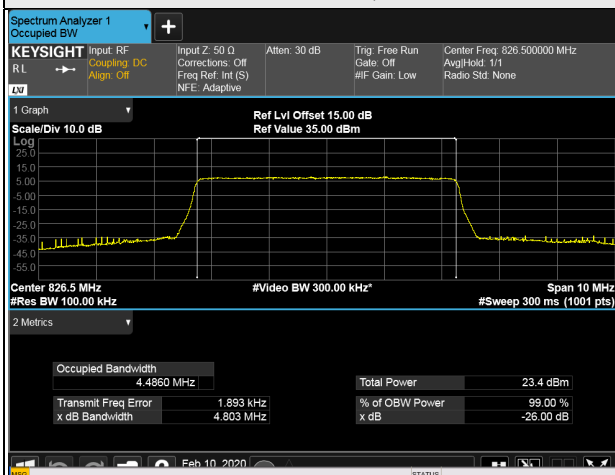 Spectrum Analyzer 1
Occupied BW
KEYSIGHT
RL
LXI
Input: RF
Coupling: DC
Align: Off
Input Z: 50 Ω
Corrections: Off
Freq Ref: Int (S)
NFE: Adaptive
Atten: 30 dB
Trig: Free Run
Gate: Off
#IF Gain: Low
Center Freq: 826.500000 MHz
Avg|Hold: 1/1
Radio Std: None
1 Graph
Scale/Div 10.0 dB
Ref Lvl Offset 15.00 dB
Ref Value 35.00 dBm
Log
25.0
15.0
5.00
-5.00
-15.0
-25.0
-35.0
-45.0
-55.0
Center 826.5 MHz
#Res BW 100.00 kHz
#Video BW 300.00 kHz*
Span 10 MHz
#Sweep 300 ms (1001 pts)
2 Metrics
Occupied Bandwidth
4.4860 MHz
Total Power 23.4 dBm
Transmit Freq Error 1.893 kHz
% of OBW Power 99.00 %
x dB Bandwidth 4.803 MHz
x dB -26.00 dB
Feb 10, 2020
MSG
STATUS